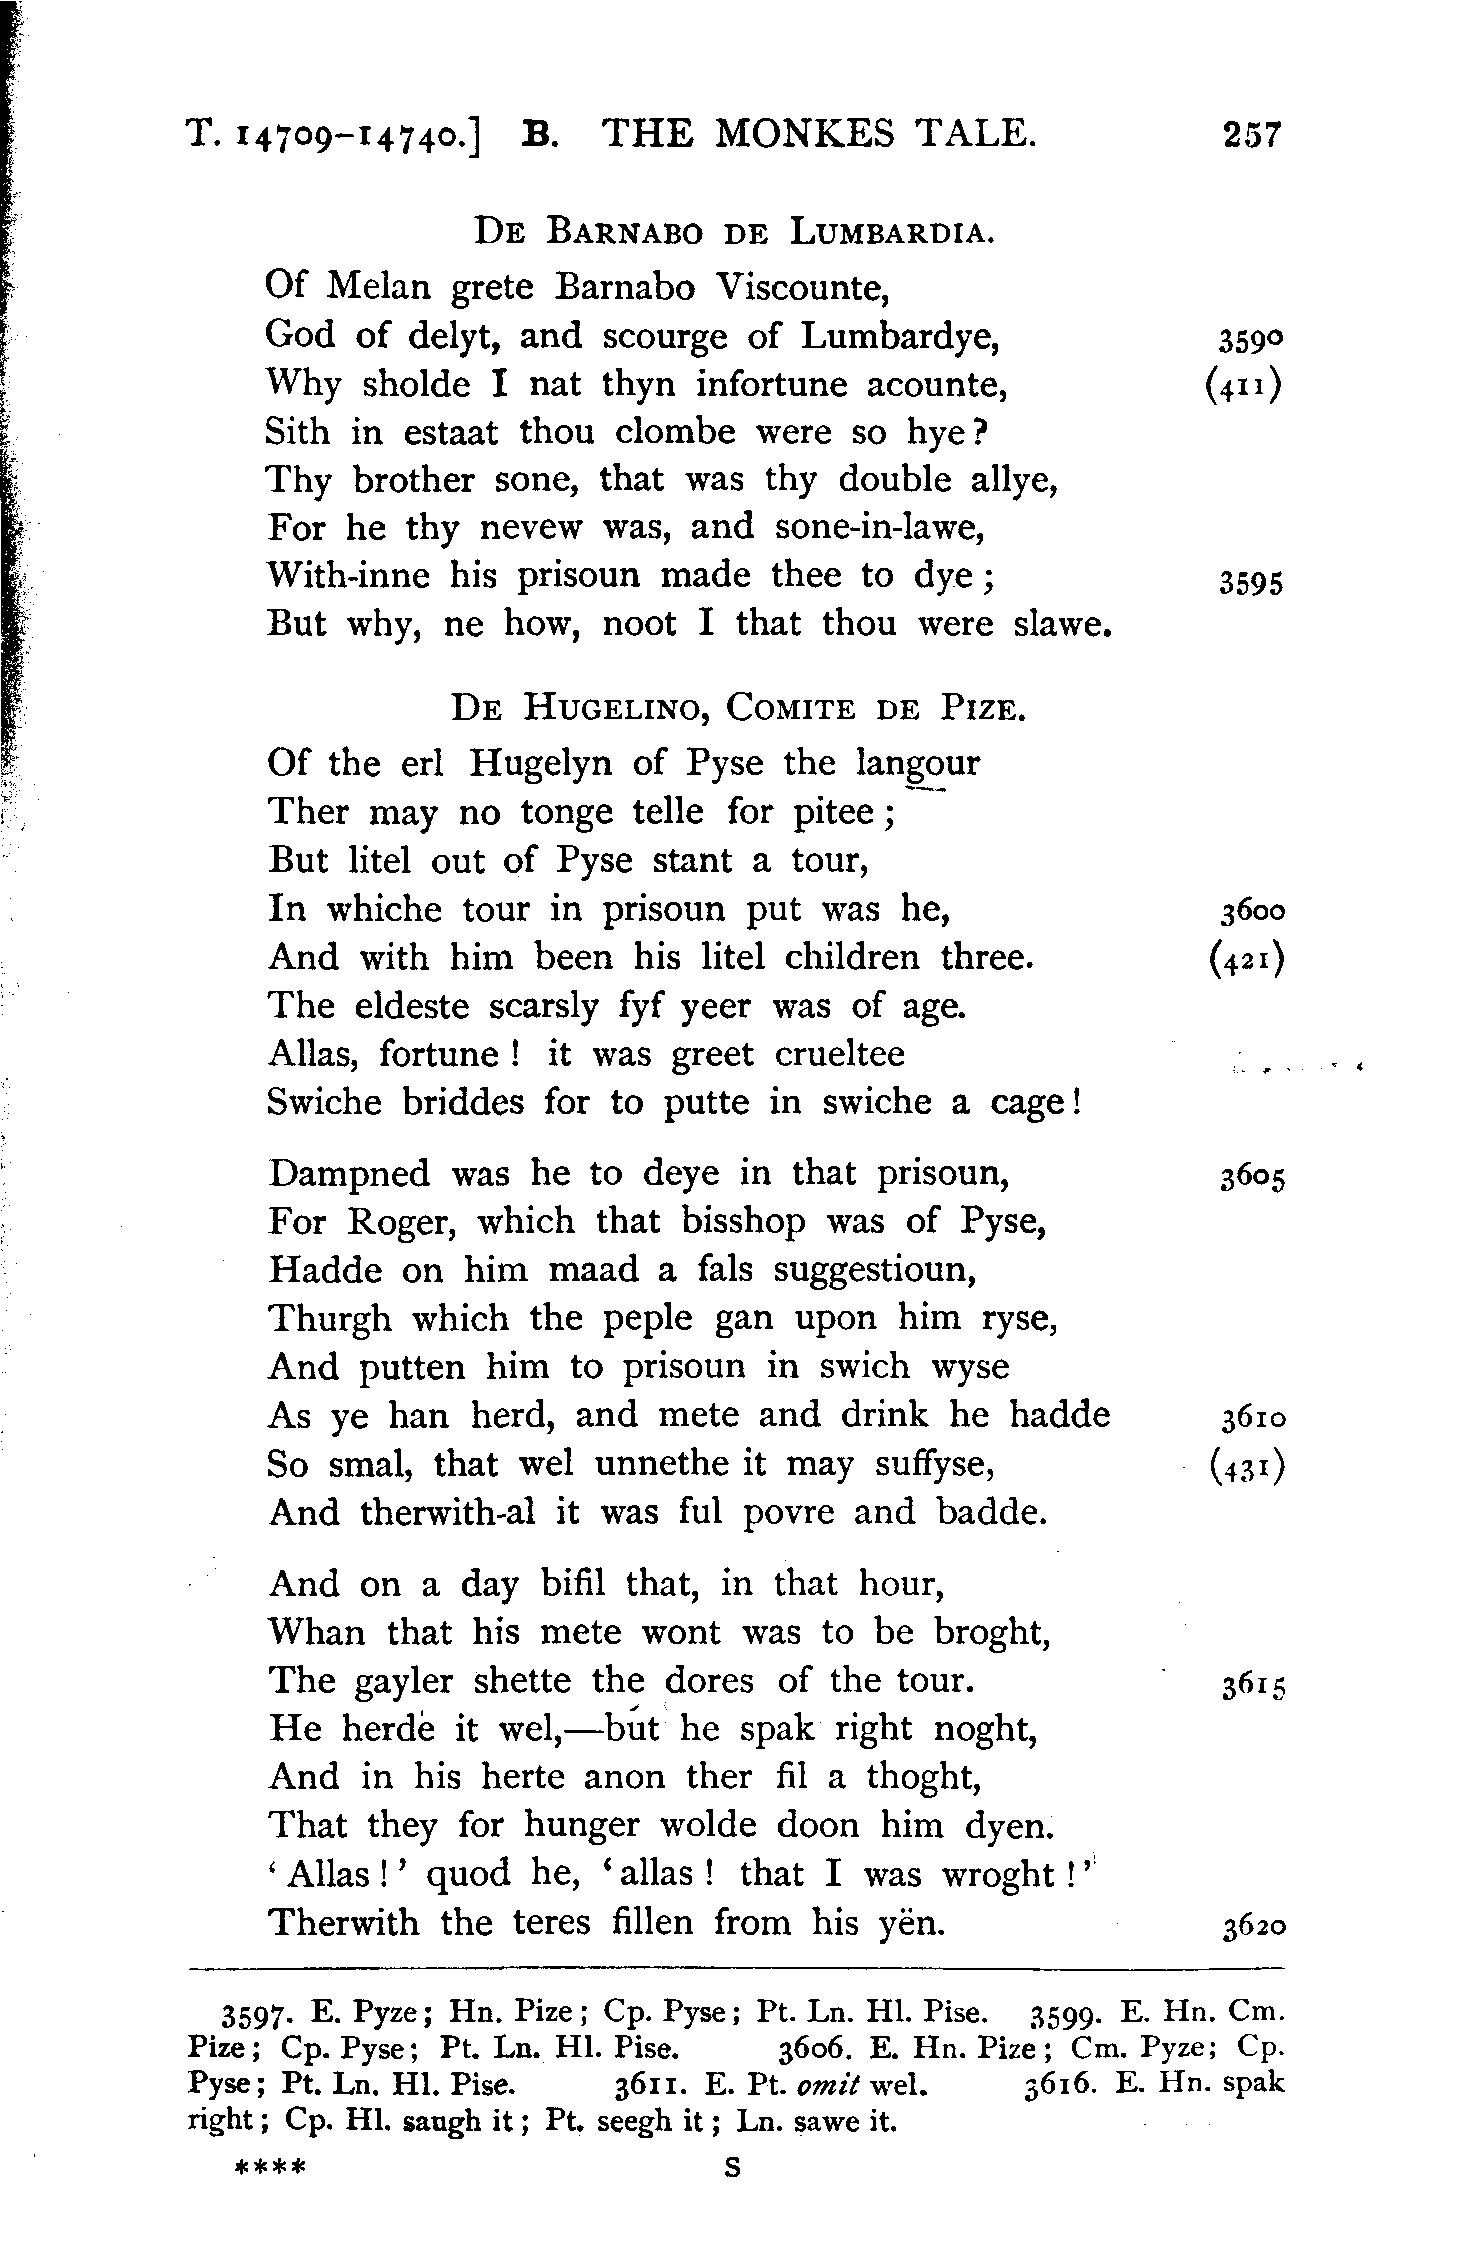 T. 14709-14740.] B. THE MONKES TALE. 257
DE BARNABO DE LUMBARDIA.
Of Melan grete Barnabo Viscounte,
God of delyt, and scourge of Lumbardye, 3590
Why sholde I nat thyn infortune acounte, (411)
Sith in estaat thou clombe were so hye?
Thy brother sone, that was thy double allye,
For he thy nevew was, and sone-in-lawe,
With-inne his prisoun made thee to dye; 3595
But why, ne how, noot I that thou were slawe.
DE HUGELINO, COMITE DE PIZE.
Of the erl Hugelyn of Pyse the langour
Ther may no tonge telle for pitee;
But litel out of Pyse stant a tour,
In whiche tour in prisoun put was he, 3600
And with him been his litel children three. (421)
The eldeste scarsly fyf yeer was of age.
Allas, fortune! it was greet crueltee
Swiche briddes for to putte in swiche a cage!
Dampned was he to deye in that prisoun, 3605
For Roger, which that bisshop was of Pyse,
Hadde on him maad a fals suggestioun,
Thurgh which the peple gan upon him ryse,
And putten him to prisoun in swich wyse
As ye han herd, and mete and drink he hadde 3610
So smal, that wel unnethe it may suffyse, (431)
And therwith-al it was ful povre and badde.
And on a day bifil that, in that hour,
Whan that his mete wont was to be broght,
The gayler shette the dores of the tour. 3615
He herde it wel,—but he spak right noght,
And in his herte anon ther fil a thoght,
That they for hunger wolde doon him dyen.
'Allas!' quod he, 'allas! that I was wroght!'
Therwith the teres fillen from his yën. 3620
3597. E. Pyze; Hn. Pize; Cp. Pyse; Pt. Ln. Hl. Pise. 3599. E. Hn. Cm.
Pize; Cp. Pyse; Pt. Ln. Hl. Pise. 3606. E. Hn. Pize; Cm. Pyze; Cp.
Pyse; Pt. Ln. Hl. Pise. 3611. E. Pt. omit wel. 3616. E. Hn. spak
right; Cp. Hl. saugh it; Pt. seegh it; Ln. sawe it.
**** S